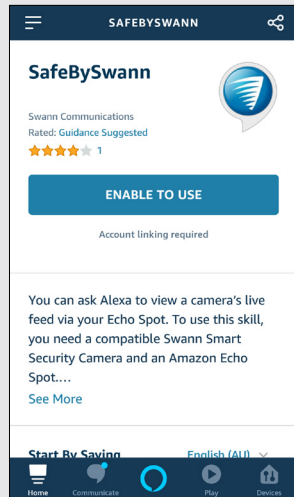 SAFEBYSWANN
SafeBySwann
Swann Communications
Rated: Guidance Suggested
1
ENABLE TO USE
Account linking required
You can ask Alexa to view a camera's live
feed via your Echo Spot. To use this skill,
you need a compatible Swann Smart
Security Camera and an Amazon Echo
Spot.…
See More
Start By Saying English (AU)
Home Communicate Play Devices